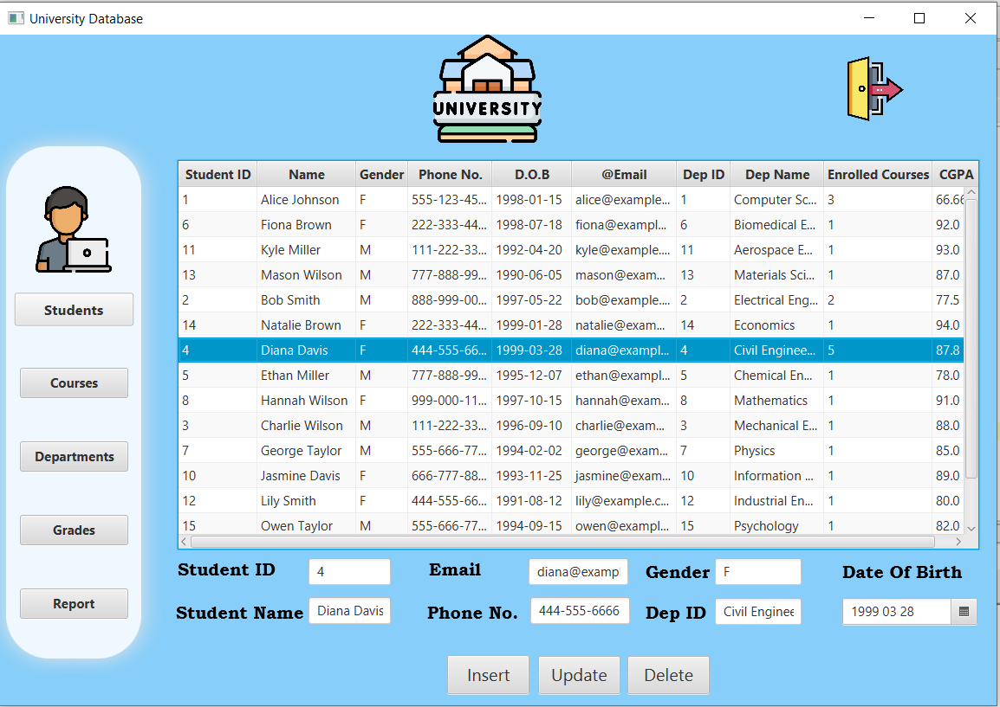 University Database
UNIVERSITY
Student ID Name Gender Phone No. D.O.B @Email Dep ID Dep Name Enrolled Courses CGPA
1 Alice Johnson F 555-123-45... 1998-01-15 alice@example... 1 Computer Sc... 3 66.66
6 Fiona Brown F 222-333-44... 1998-07-18 fiona@exampl... 6 Biomedical E... 1 92.0
11 Kyle Miller M 111-222-33... 1992-04-20 kyle@example.... 11 Aerospace E... 1 93.0
13 Mason Wilson M 777-888-99... 1990-06-05 mason@exam... 13 Materials Sci... 1 87.0
2 Bob Smith M 888-999-00... 1997-05-22 bob@example.... 2 Electrical Eng... 2 77.5
14 Natalie Brown F 222-333-44... 1999-01-28 natalie@exam... 14 Economics 1 94.0
4 Diana Davis F 444-555-66... 1999-03-28 diana@exampl... 4 Civil Enginee... 5 87.8
5 Ethan Miller M 777-888-99... 1995-12-07 ethan@exampl... 5 Chemical En... 1 78.0
8 Hannah Wilson F 999-000-11... 1997-10-15 hannah@exam... 8 Mathematics 1 91.0
3 Charlie Wilson M 111-222-33... 1996-09-10 charlie@exam... 3 Mechanical E... 1 88.0
7 George Taylor M 555-666-77... 1994-02-02 george@exam... 7 Physics 1 85.0
10 Jasmine Davis F 666-777-88... 1993-11-25 jasmine@exam... 10 Information ... 1 89.0
12 Lily Smith F 444-555-66... 1991-08-12 lily@example.c... 12 Industrial En... 1 80.0
15 Owen Taylor M 555-666-77... 1994-09-15 owen@exampl... 15 Psychology 1 82.0
Students
Courses
Departments
Grades
Report
Student ID 4 Email diana@exampl Gender F Date Of Birth
Student Name Diana Davis Phone No. 444-555-6666 Dep ID Civil Enginee 1999 03 28
Insert Update Delete